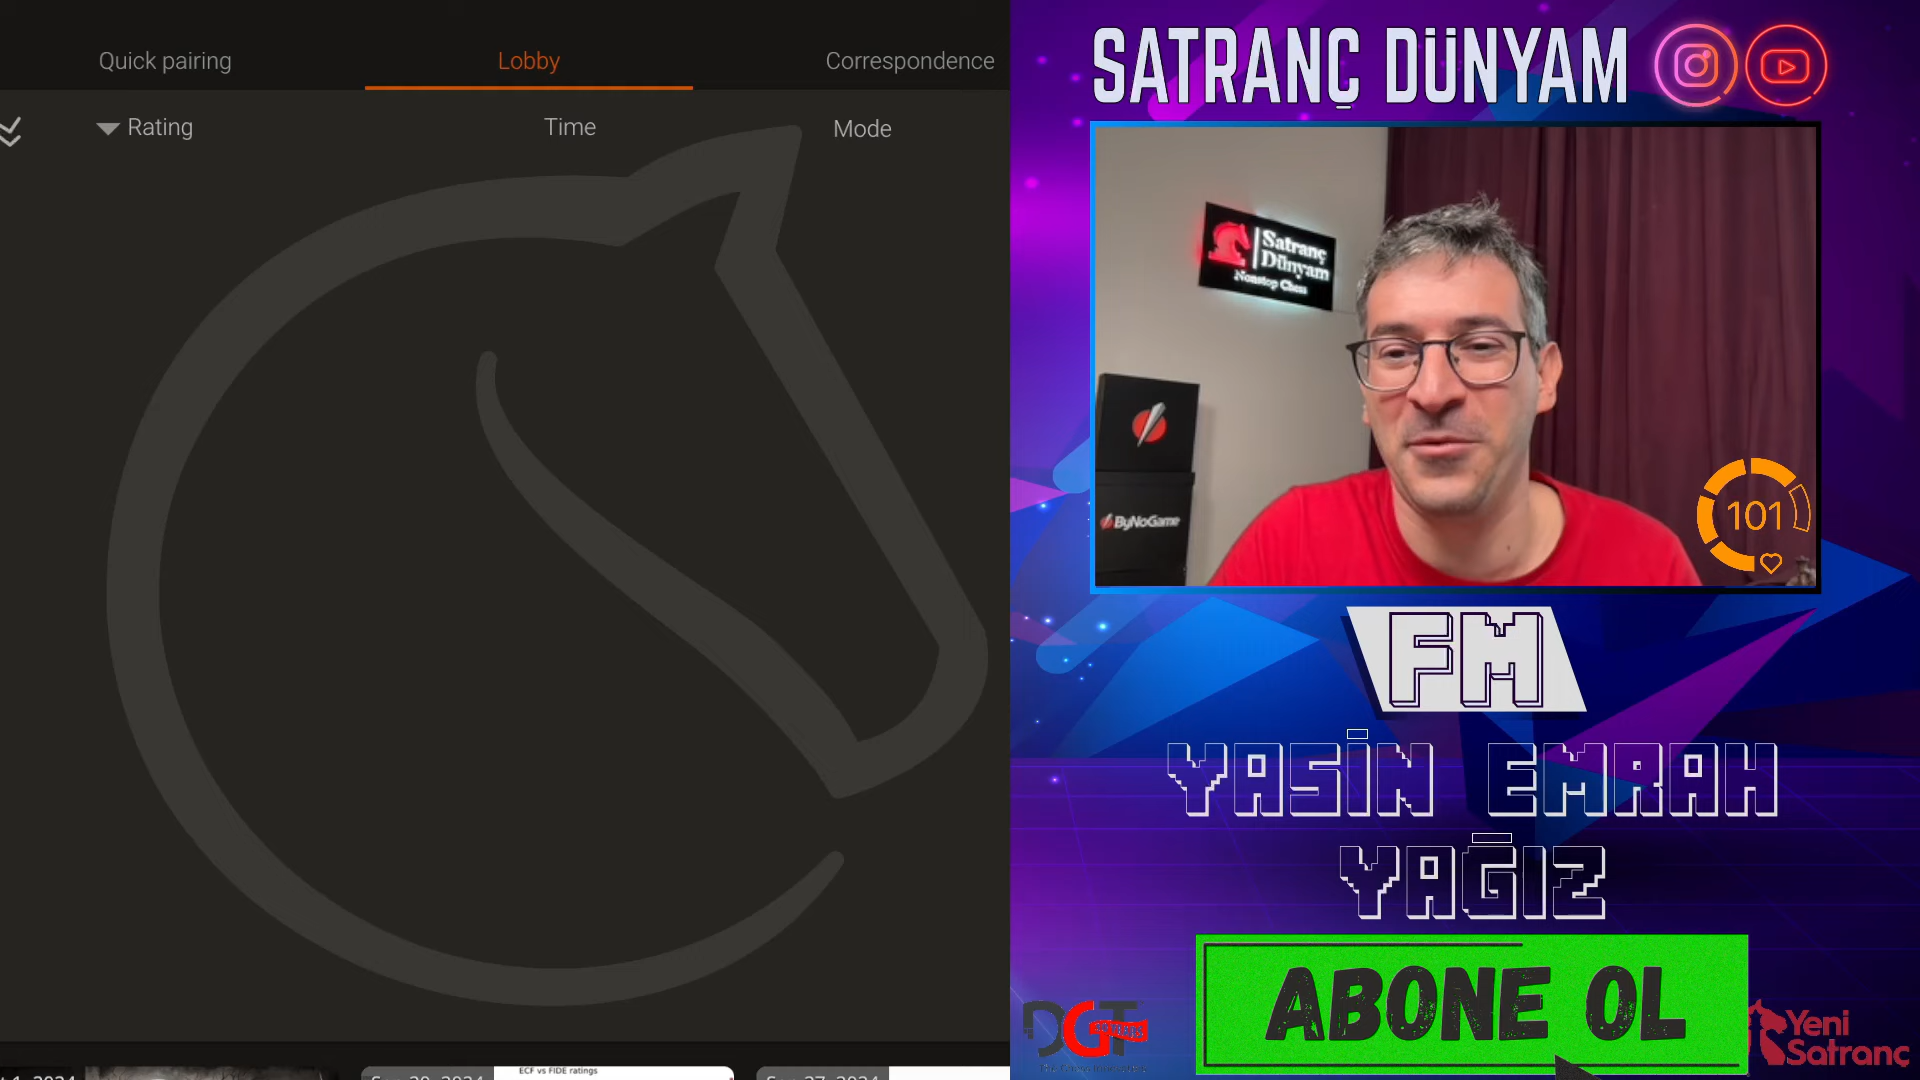 Quick pairing
Lobby
Correspondence
Rating
Time
Mode
ECF vs FIDE ratings
SATRANÇ DÜNYAM
Satranç
Dünyam
Nonstop Chess
ByNoGame
101
FM
YASİN EMRAH
YAĞIZ
ABONE OL
DGT
Yeni
Satranç